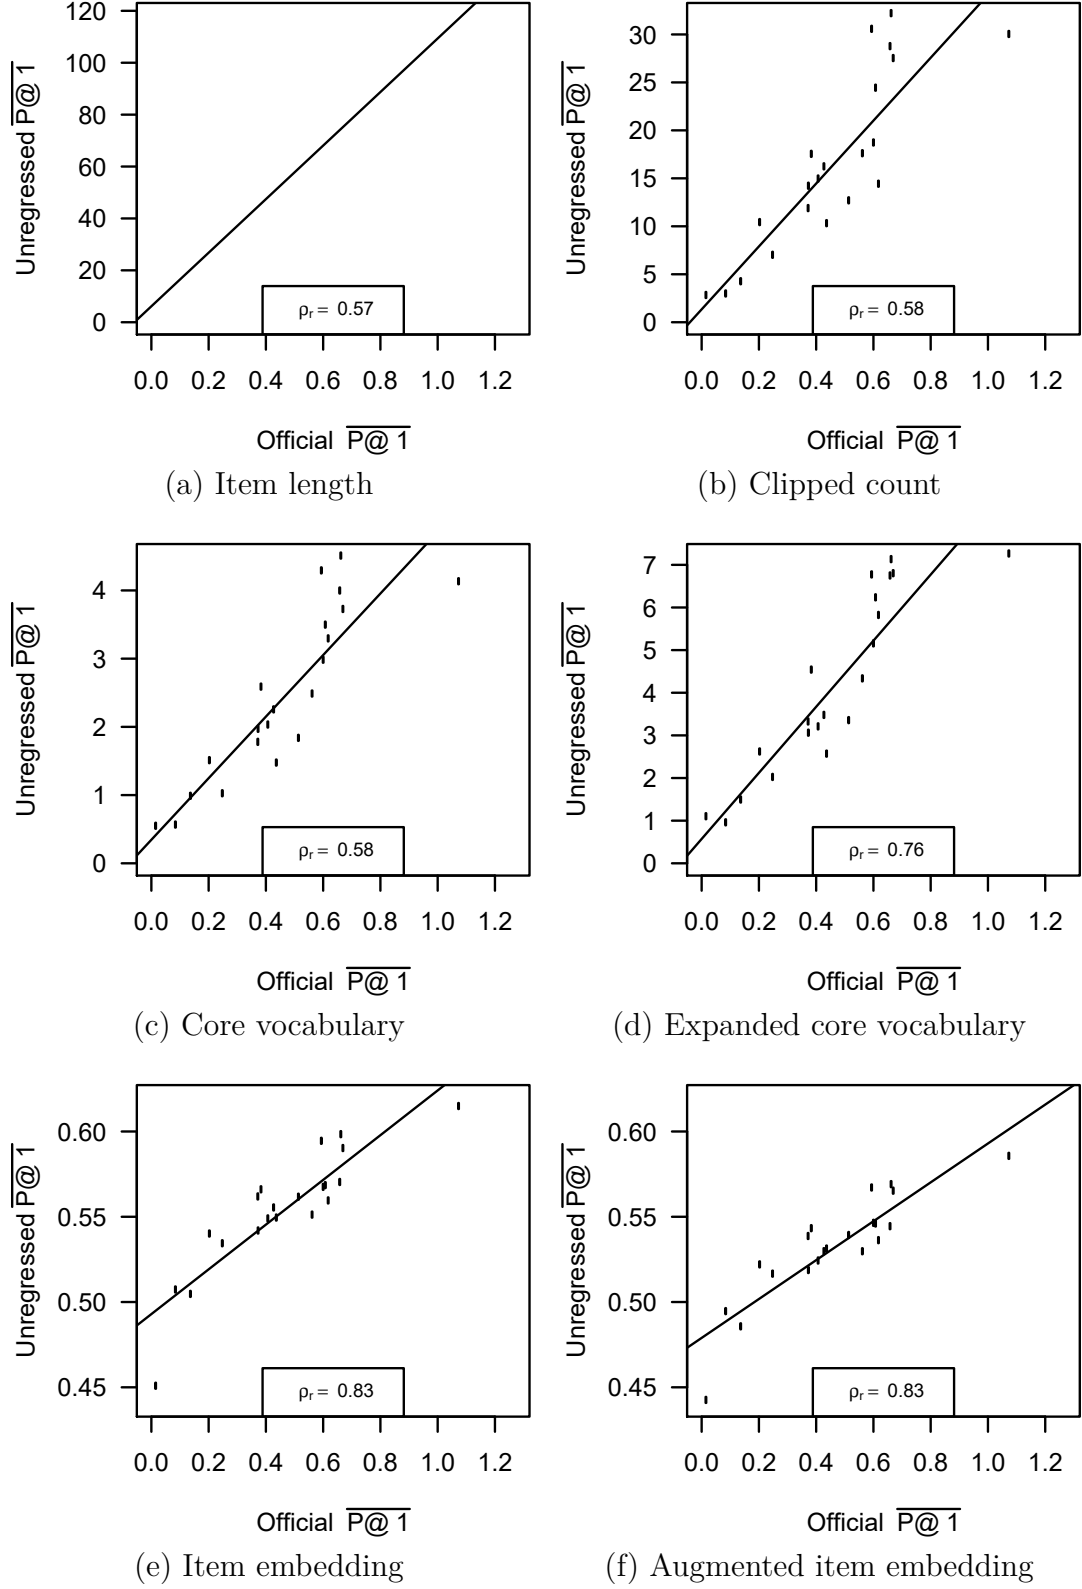 120
100
80
60
40
20
0
Unregressed P@ 1
ρr = 0.57
0.0 0.2 0.4 0.6 0.8 1.0 1.2
Official P@ 1
(a) Item length
30
25
20
15
10
5
0
Unregressed P@ 1
ρr = 0.58
0.0 0.2 0.4 0.6 0.8 1.0 1.2
Official P@ 1
(b) Clipped count
4
3
2
1
0
Unregressed P@ 1
ρr = 0.58
0.0 0.2 0.4 0.6 0.8 1.0 1.2
Official P@ 1
(c) Core vocabulary
7
6
5
4
3
2
1
0
Unregressed P@ 1
ρr = 0.76
0.0 0.2 0.4 0.6 0.8 1.0 1.2
Official P@ 1
(d) Expanded core vocabulary
0.60
0.55
0.50
0.45
Unregressed P@ 1
ρr = 0.83
0.0 0.2 0.4 0.6 0.8 1.0 1.2
Official P@ 1
(e) Item embedding
0.60
0.55
0.50
0.45
Unregressed P@ 1
ρr = 0.83
0.0 0.2 0.4 0.6 0.8 1.0 1.2
Official P@ 1
(f) Augmented item embedding